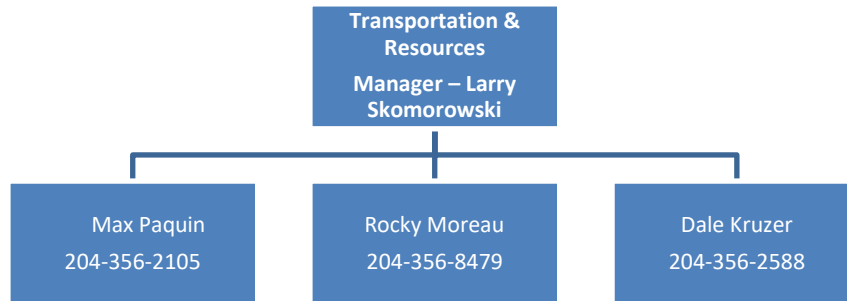 Transportation &
Resources
Manager – Larry
Skomorowski
Max Paquin
204-356-2105
Rocky Moreau
204-356-8479
Dale Kruzer
204-356-2588